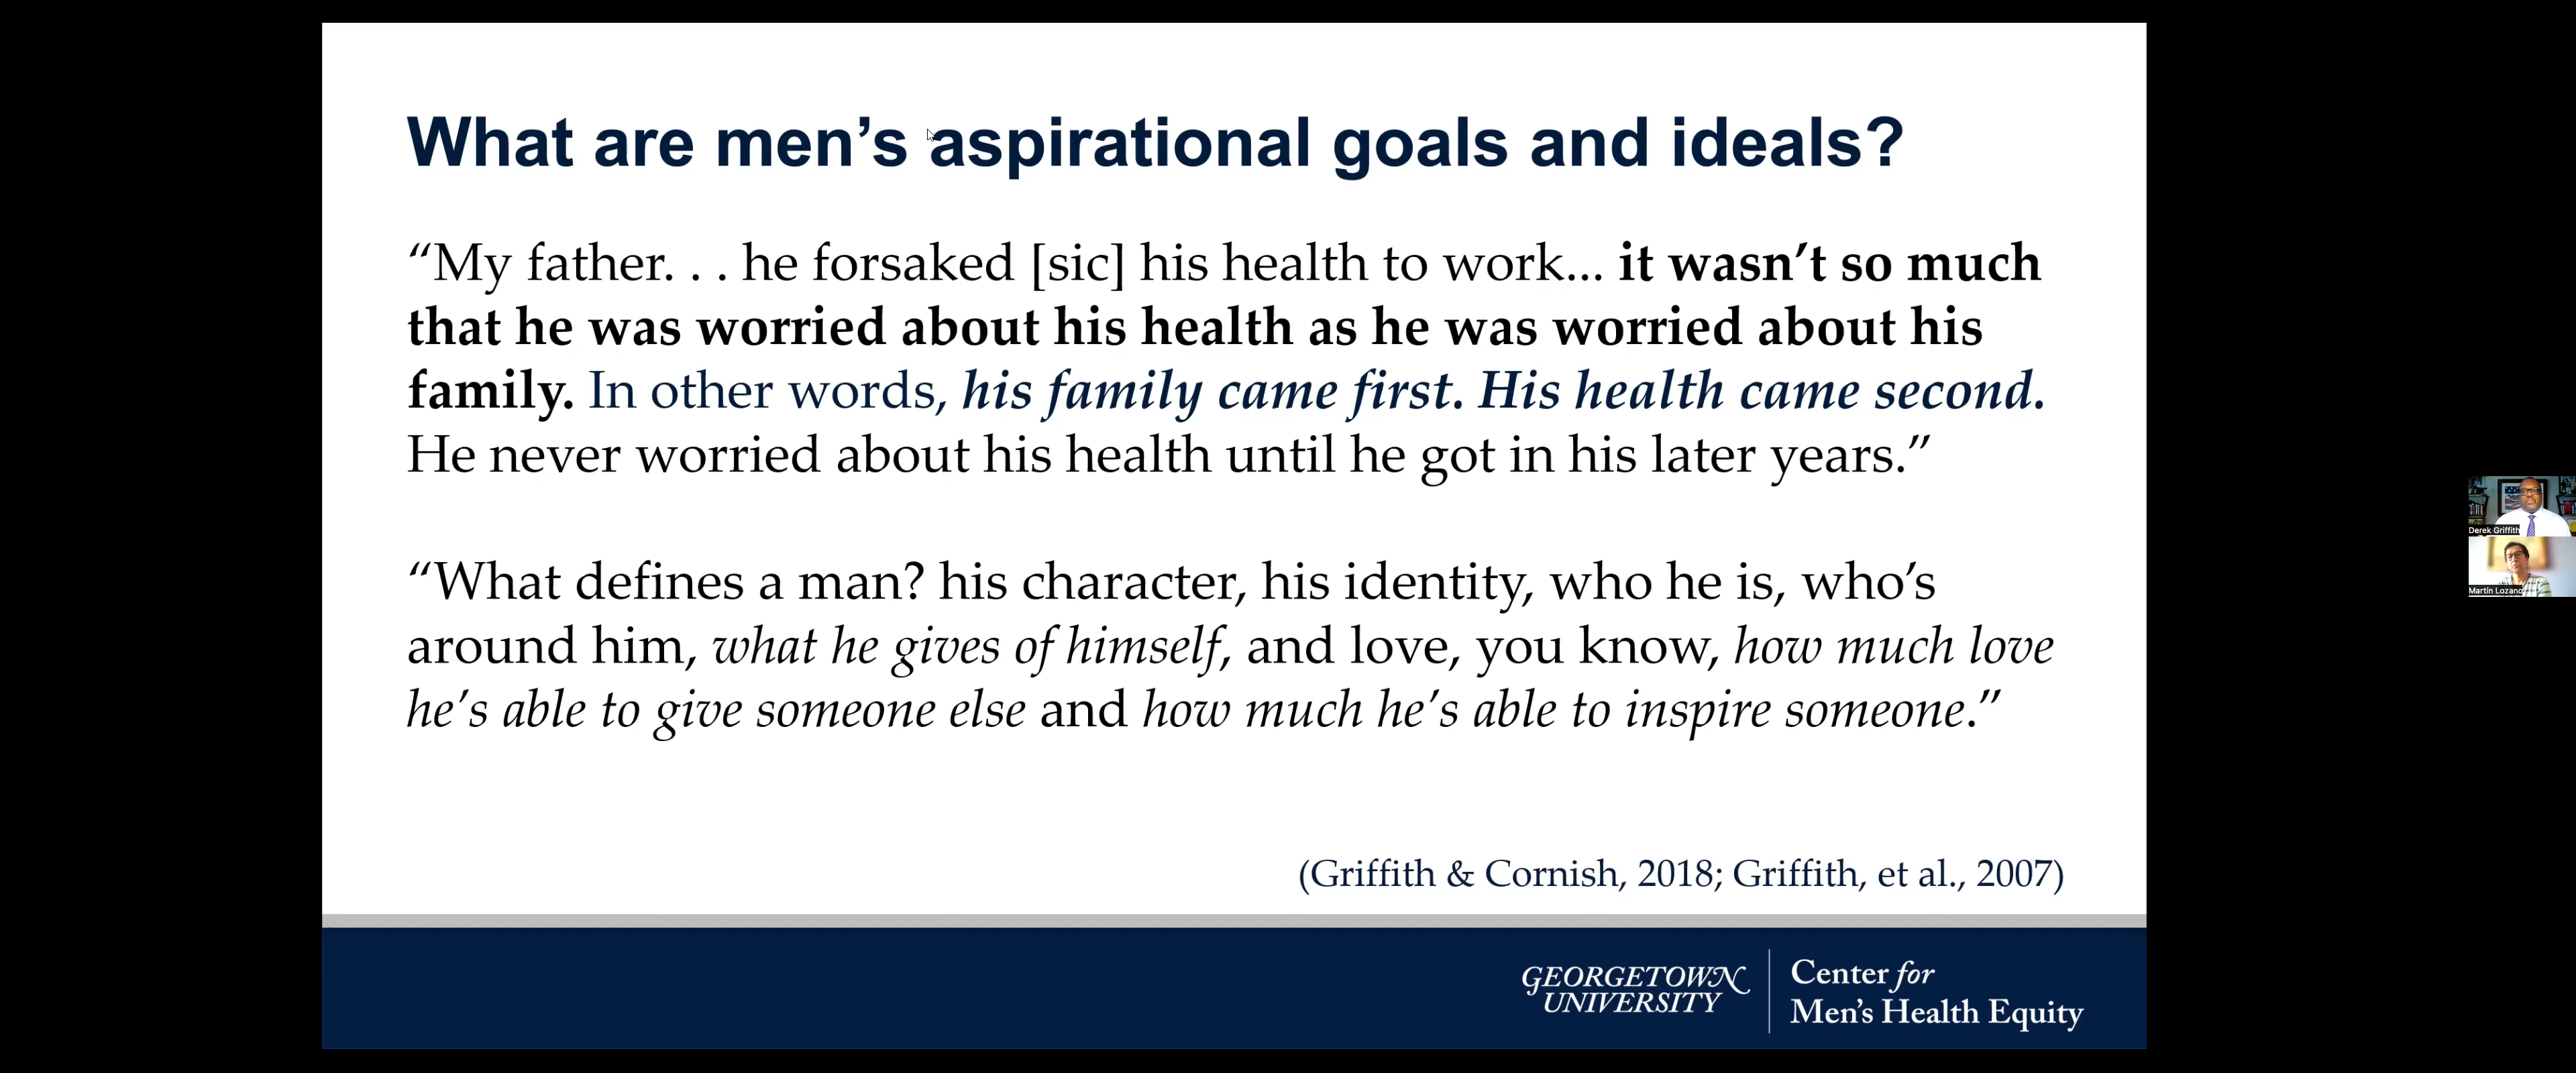 What are men’s aspirational goals and ideals?
“My father. . . he forsaked [sic] his health to work... it wasn’t so much
that he was worried about his health as he was worried about his
family. In other words, his family came first. His health came second.
He never worried about his health until he got in his later years.”
“What defines a man? his character, his identity, who he is, who’s
around him, what he gives of himself, and love, you know, how much love
he’s able to give someone else and how much he’s able to inspire someone.”
(Griffith & Cornish, 2018; Griffith, et al., 2007)
GEORGETOWN
UNIVERSITY
Center for
Men’s Health Equity
Derek Griffith
Martín Lozano